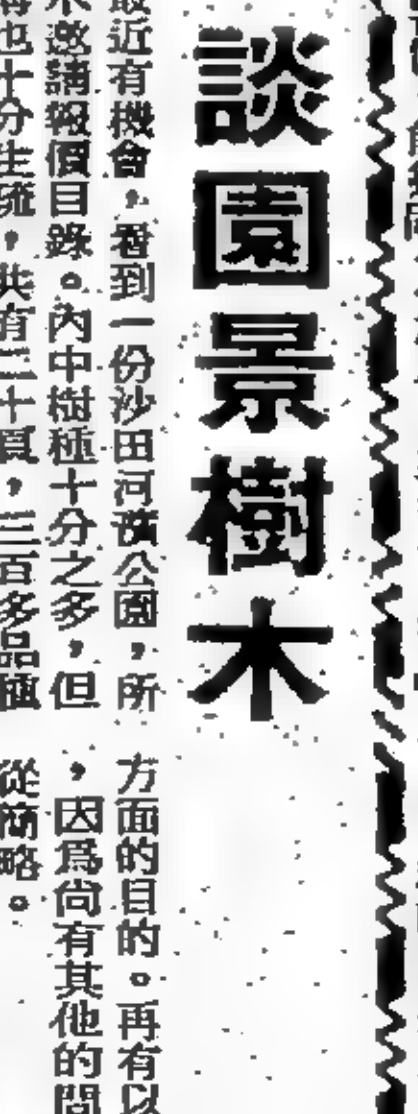 談園景樹木
最近有機會，看到一份沙田河濱公園，所
邀請報價目錄。內中樹種十分之多，但
也十分生疏，共有二十頁，三百多品種
方面的目的。再有以
，因爲尚有其他的問
從簡略。